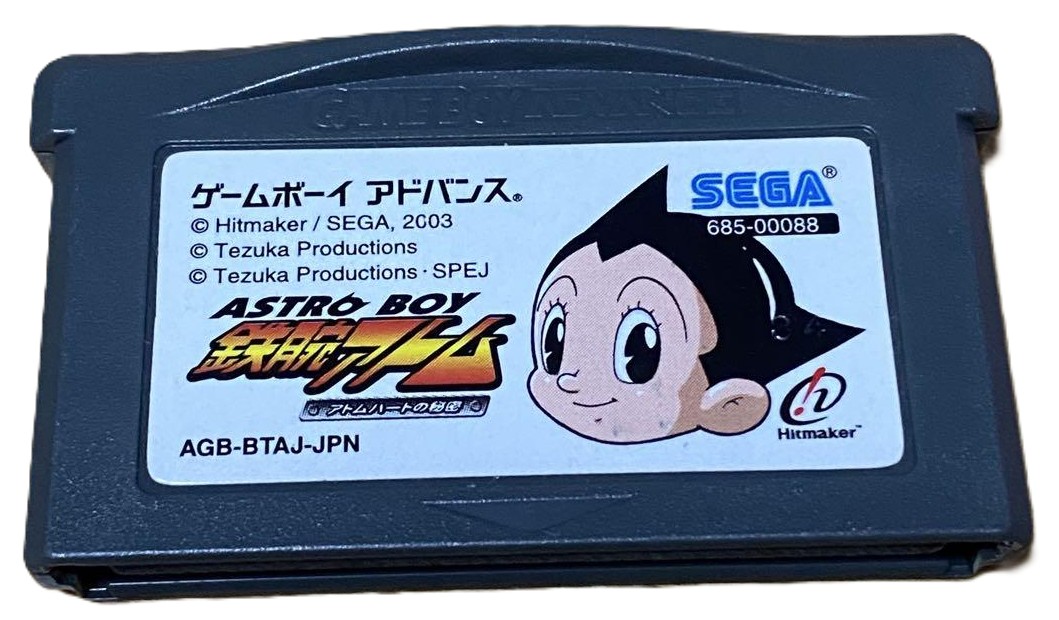 GAME BOY ADVANCE
ゲームボーイ アドバンス®
© Hitmaker / SEGA, 2003
© Tezuka Productions
© Tezuka Productions · SPEJ
SEGA®
685-00088
ASTRO BOY
鉄腕アトム
アトムハートの秘密
AGB-BTAJ-JPN
h
Hitmaker™